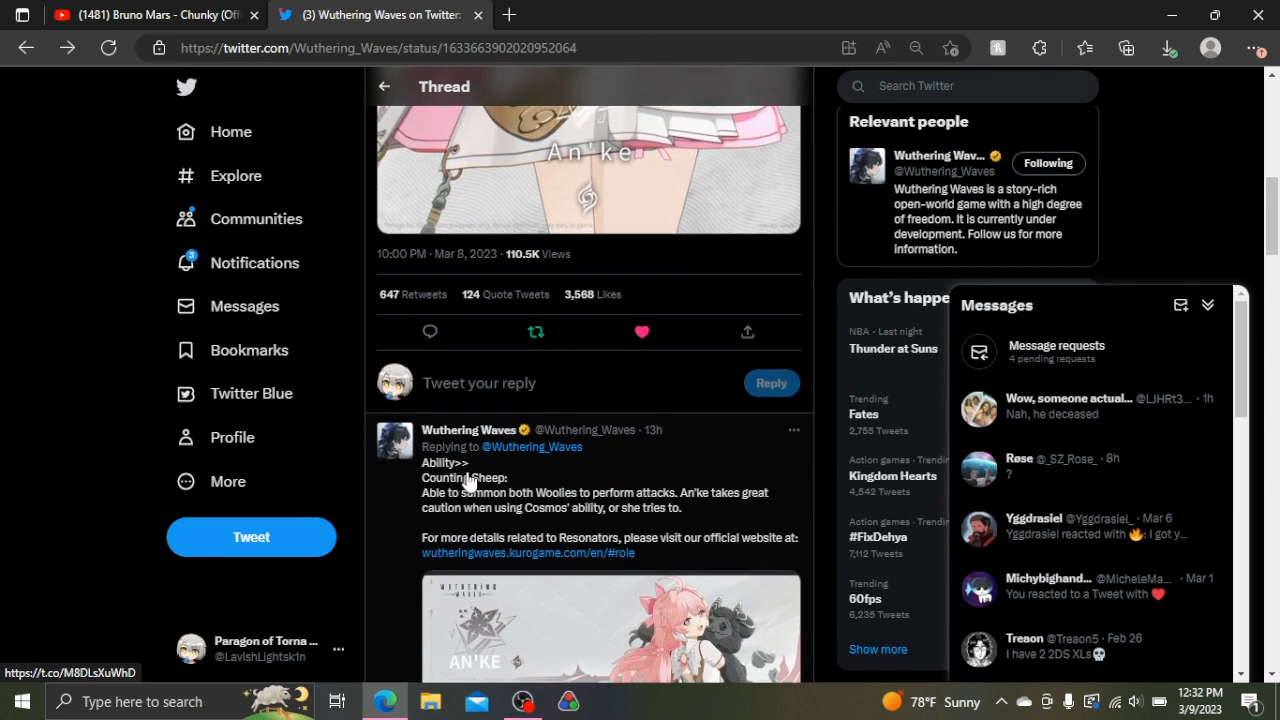 (1481) Bruno Mars - Chunky (Off
(3) Wuthering Waves on Twitter:
https://twitter.com/Wuthering_Waves/status/1633663902020952064
Home
Explore
Communities
3
Notifications
Messages
Bookmarks
Twitter Blue
Profile
More
Tweet
Paragon of Torna ...
@LavishLightsk1n
https://t.co/M8DLsXuWhD
Thread
An'ke
10:00 PM · Mar 8, 2023 · 110.5K Views
647 Retweets 124 Quote Tweets 3,568 Likes
Tweet your reply
Reply
Wuthering Waves @Wuthering_Waves · 13h
Replying to @Wuthering_Waves
Ability>>
Counting Sheep:
Able to summon both Woolies to perform attacks. An'ke takes great
caution when using Cosmos' ability, or she tries to.
For more details related to Resonators, please visit our official website at:
wutheringwaves.kurogame.com/en/#role
WUTHERING
WAVES
AN'KE
Search Twitter
Relevant people
Wuthering Wav...
@Wuthering_Waves
Following
Wuthering Waves is a story-rich
open-world game with a high degree
of freedom. It is currently under
development. Follow us for more
information.
What's happe
NBA · Last night
Thunder at Suns
Trending
Fates
2,755 Tweets
Action games · Trendin
Kingdom Hearts
4,542 Tweets
Action games · Trendin
#FixDehya
7,112 Tweets
Trending
60fps
6,235 Tweets
Show more
Messages
Message requests
4 pending requests
Wow, someone actual... @LJHRt3... · 1h
Nah, he deceased
Røse @_SZ_Rose_ · 8h
?
Yggdrasiel @Yggdrasiel_ · Mar 6
Yggdrasiel reacted with 🔥: I got y...
Michybighand... @MicheleMa... · Mar 1
You reacted to a Tweet with ❤️
Treaon @Treaon5 · Feb 26
I have 2 2DS XLs💀
Type here to search
78°F Sunny
12:32 PM
3/9/2023
1